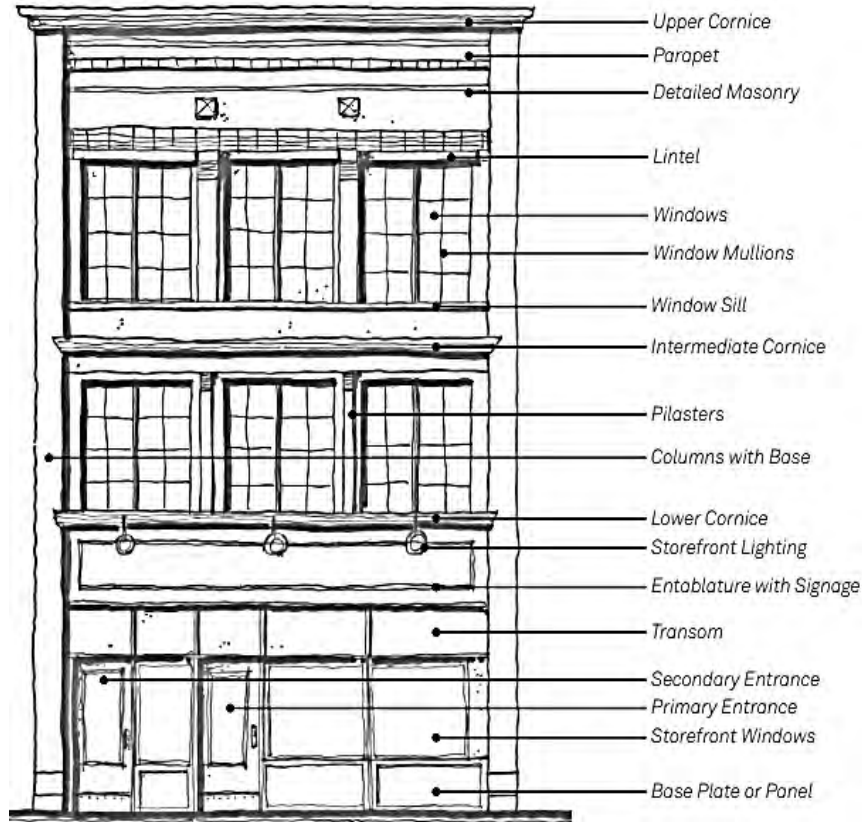 Upper Cornice
Parapet
Detailed Masonry
Lintel
Windows
Window Mullions
Window Sill
Intermediate Cornice
Pilasters
Columns with Base
Lower Cornice
Storefront Lighting
Entablature with Signage
Transom
Secondary Entrance
Primary Entrance
Storefront Windows
Base Plate or Panel